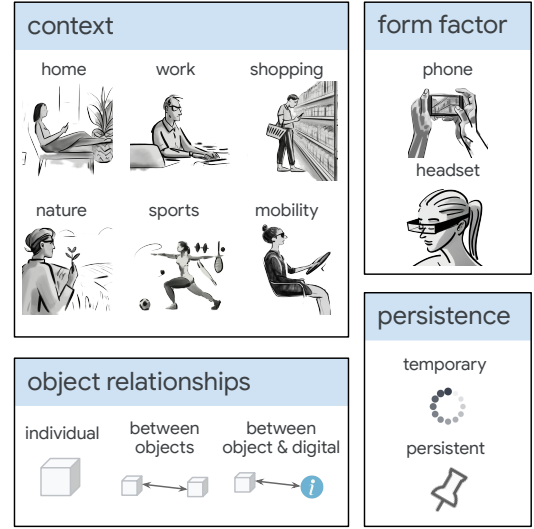 context
home
work
shopping
nature
sports
mobility
form factor
phone
headset
object relationships
individual
between
objects
between
object & digital
i
persistence
temporary
persistent